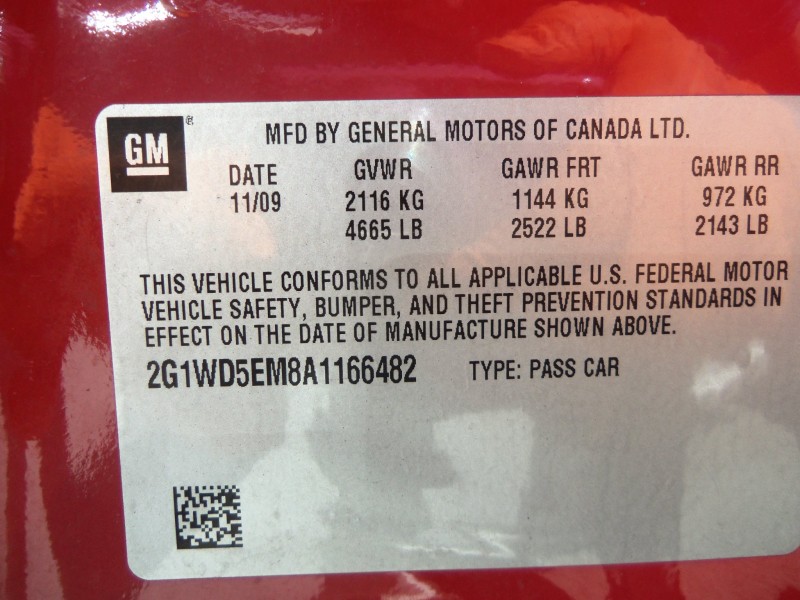 GM®
MFD BY GENERAL MOTORS OF CANADA LTD.
DATE GVWR GAWR FRT GAWR RR
11/09 2116 KG 1144 KG 972 KG
4665 LB 2522 LB 2143 LB
THIS VEHICLE CONFORMS TO ALL APPLICABLE U.S. FEDERAL MOTOR
VEHICLE SAFETY, BUMPER, AND THEFT PREVENTION STANDARDS IN
EFFECT ON THE DATE OF MANUFACTURE SHOWN ABOVE.
2G1WD5EM8A1166482 TYPE: PASS CAR